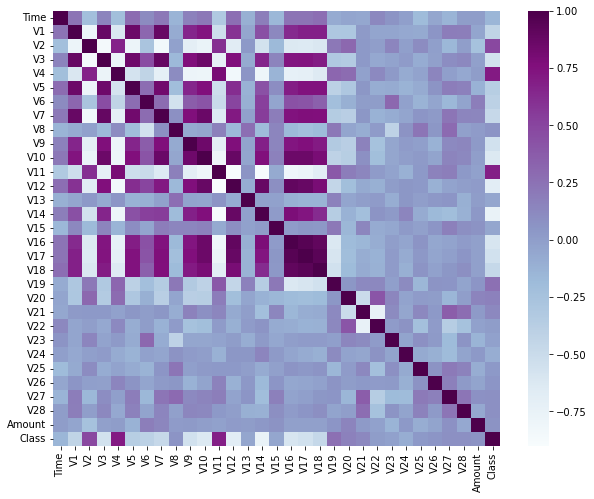 Time
V1
V2
V3
V4
V5
V6
V7
V8
V9
V10
V11
V12
V13
V14
V15
V16
V17
V18
V19
V20
V21
V22
V23
V24
V25
V26
V27
V28
Amount
Class
Time
V1
V2
V3
V4
V5
V6
V7
V8
V9
V10
V11
V12
V13
V14
V15
V16
V17
V18
V19
V20
V21
V22
V23
V24
V25
V26
V27
V28
Amount
Class
1.00
0.75
0.50
0.25
0.00
−0.25
−0.50
−0.75